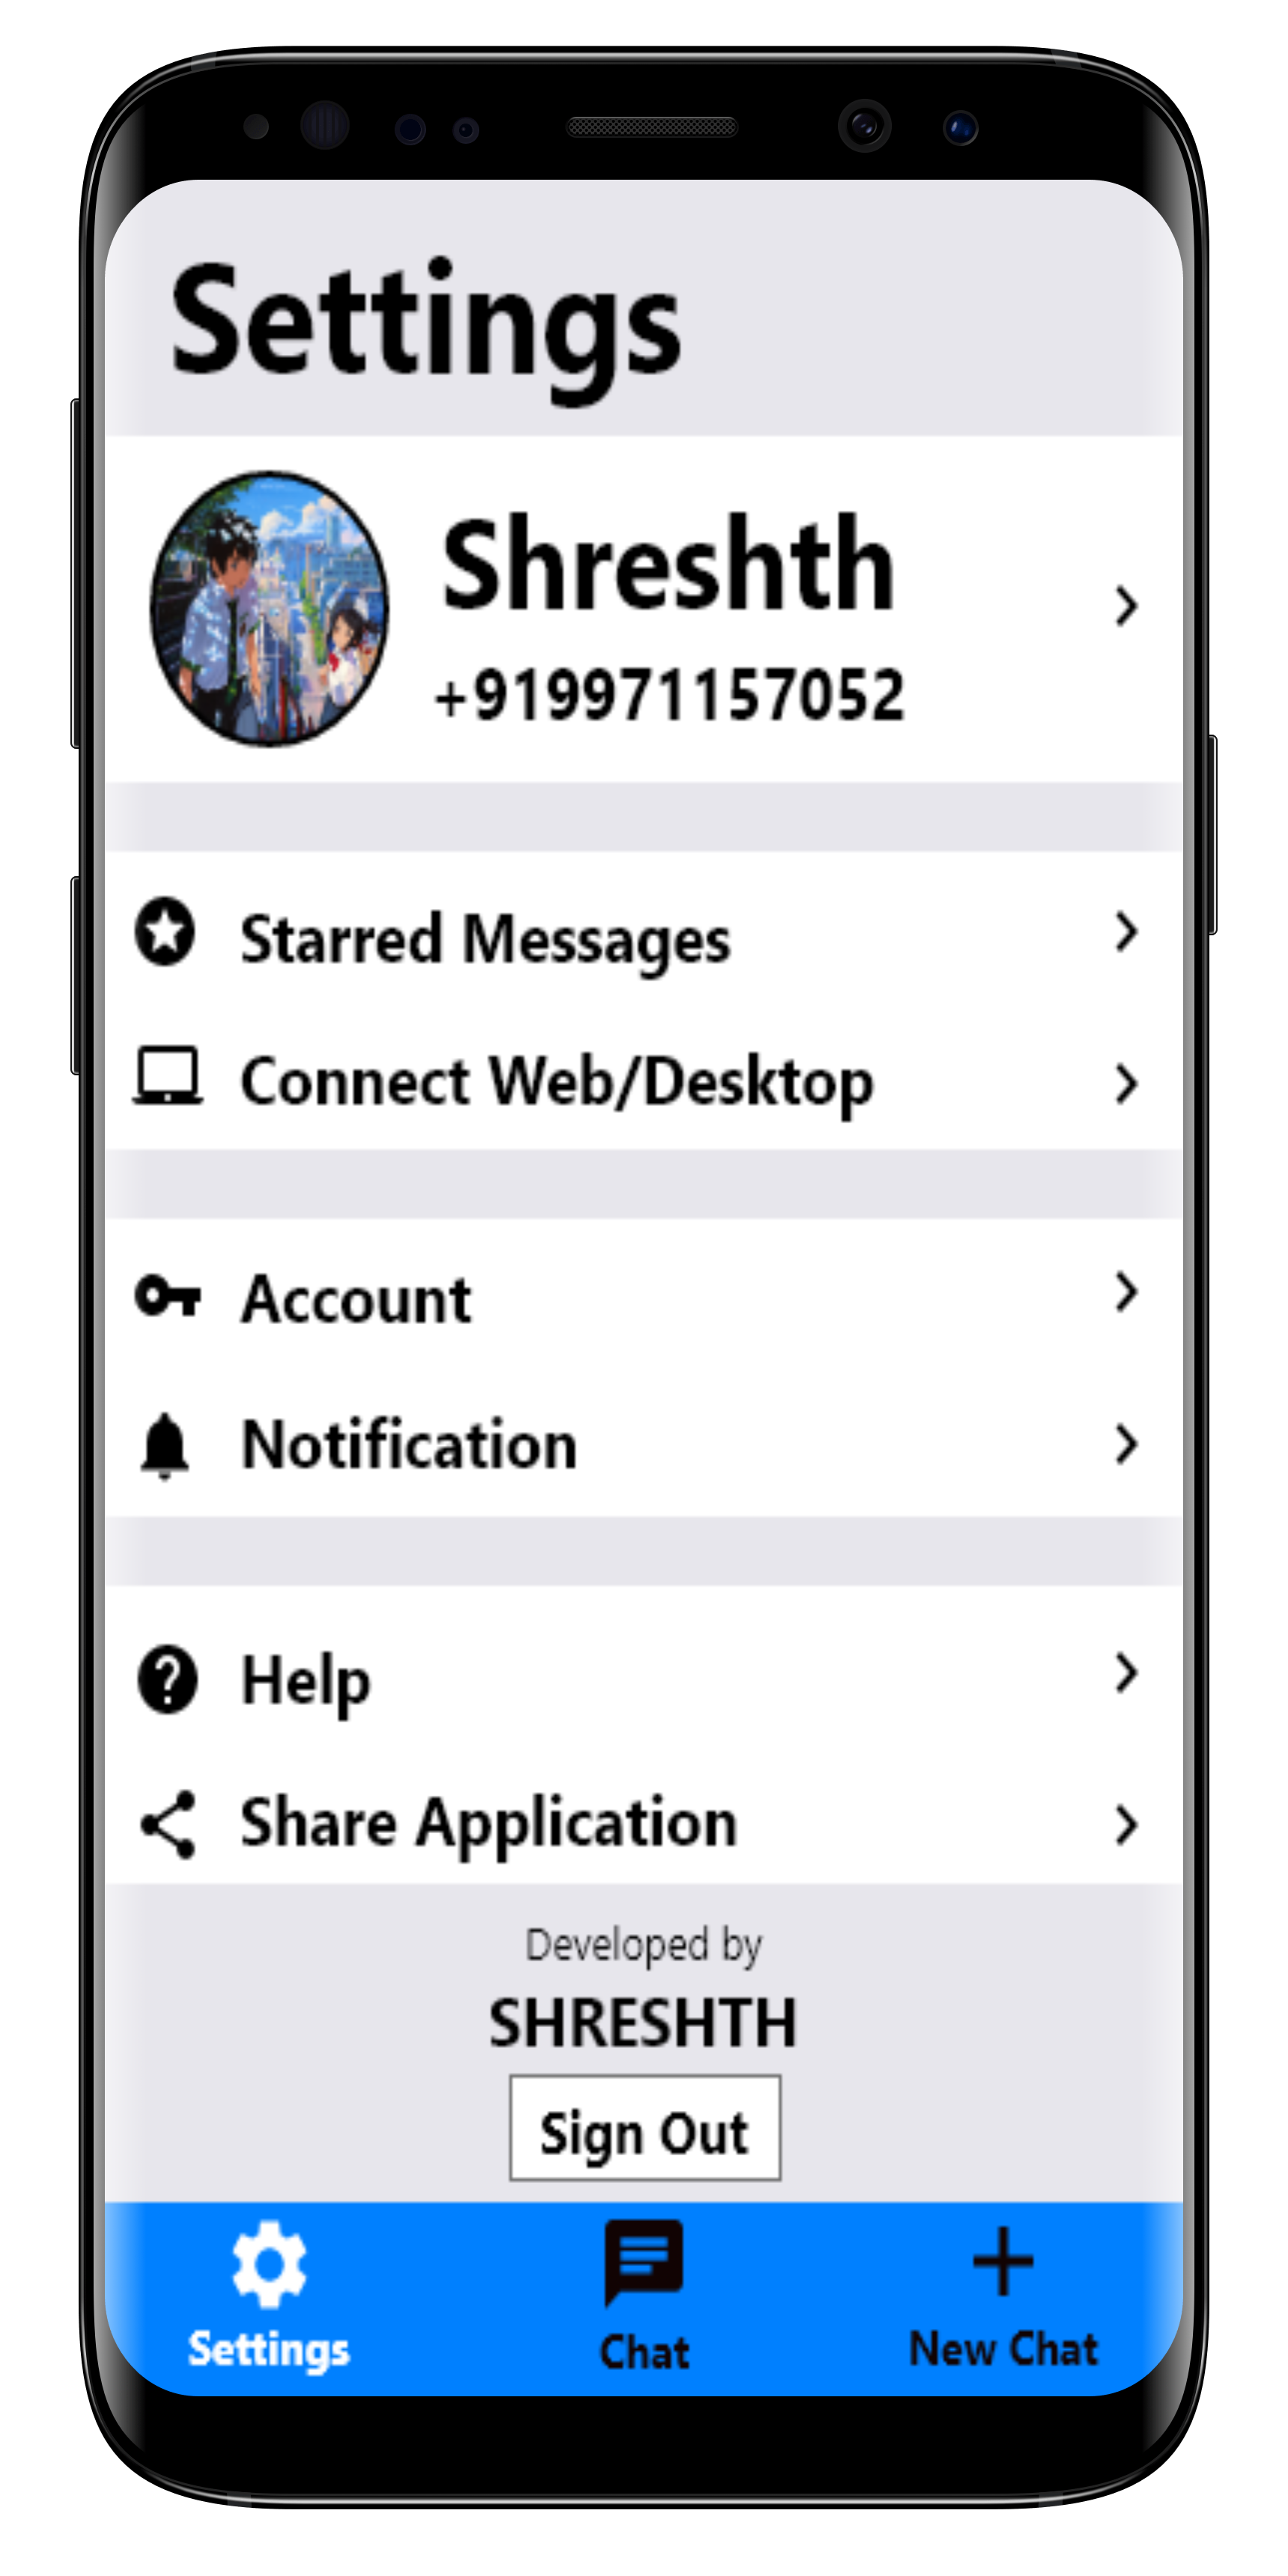 Settings
Shreshth
+919971157052
Starred Messages
Connect Web/Desktop
Account
Notification
Help
Share Application
Developed by
SHRESHTH
Sign Out
Settings Chat New Chat